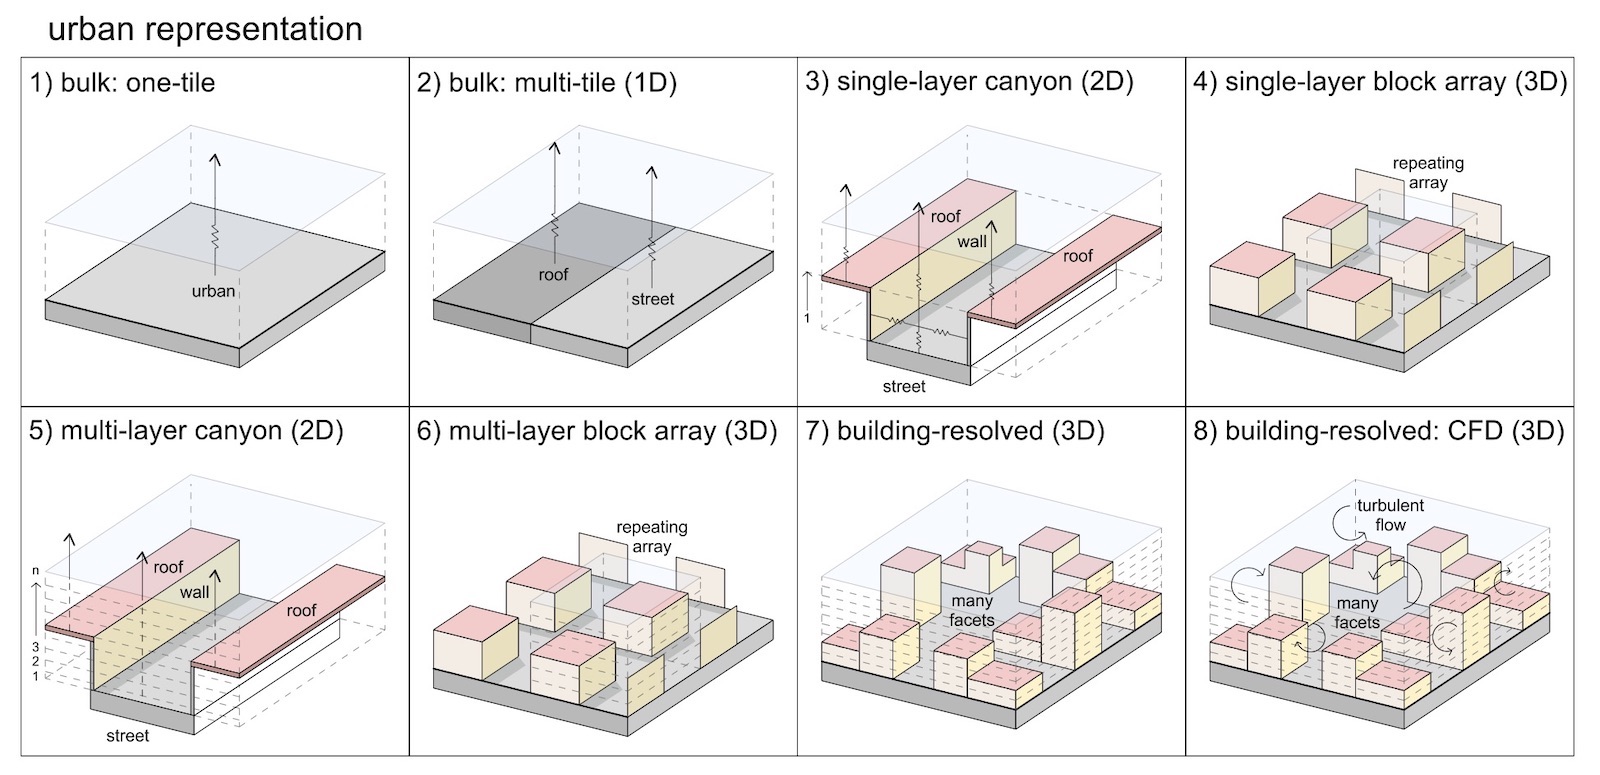 urban representation
1) bulk: one-tile
urban
2) bulk: multi-tile (1D)
roof
street
3) single-layer canyon (2D)
roof
wall
roof
1
street
4) single-layer block array (3D)
repeating
array
5) multi-layer canyon (2D)
n
roof
wall
roof
3
2
1
street
6) multi-layer block array (3D)
repeating
array
7) building-resolved (3D)
many
facets
8) building-resolved: CFD (3D)
turbulent
flow
many
facets